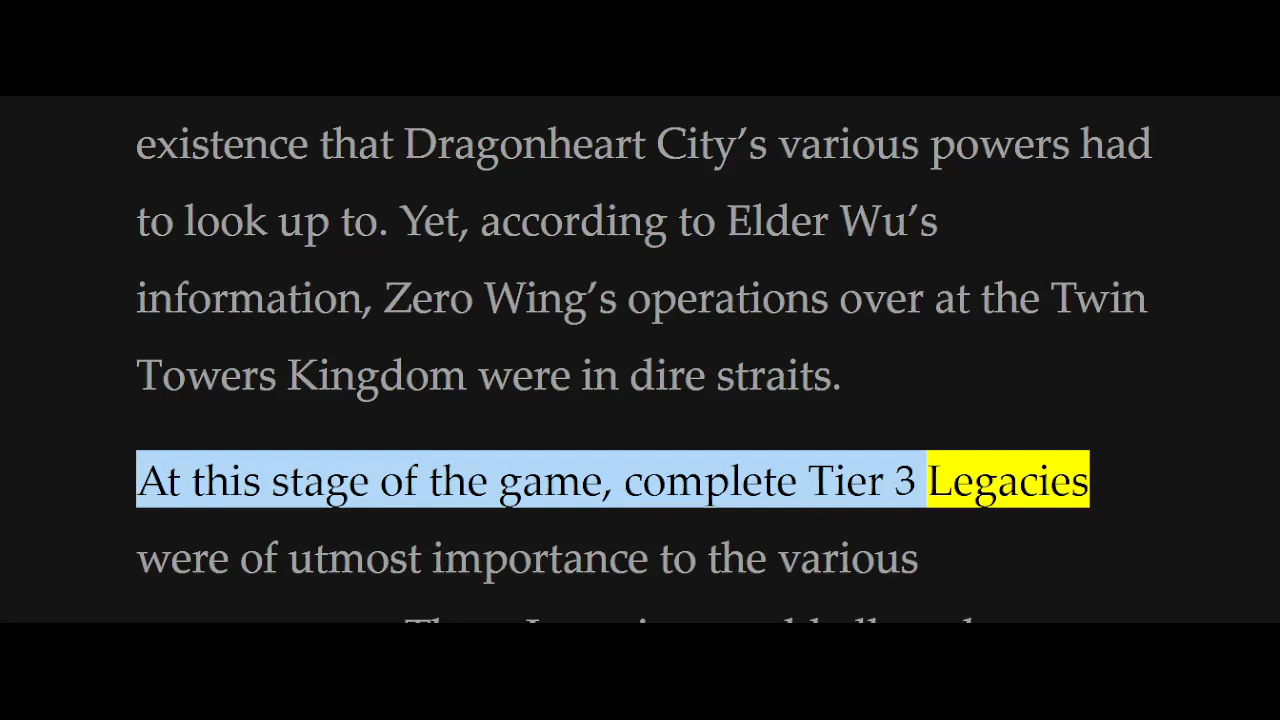 existence that Dragonheart City’s various powers had
to look up to. Yet, according to Elder Wu’s
information, Zero Wing’s operations over at the Twin
Towers Kingdom were in dire straits.
At this stage of the game, complete Tier 3 Legacies
were of utmost importance to the various